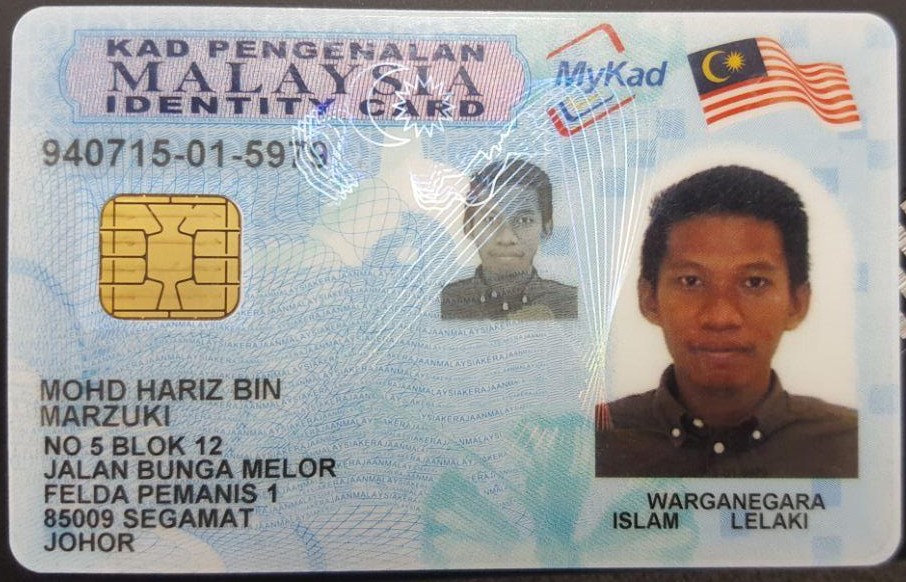 KAD PENGENALAN
MALAYSIA
IDENTITY CARD
MyKad
940715-01-5979
MOHD HARIZ BIN
MARZUKI
NO 5 BLOK 12
JALAN BUNGA MELOR
FELDA PEMANIS 1
85009 SEGAMAT
JOHOR
WARGANEGARA
ISLAM LELAKI